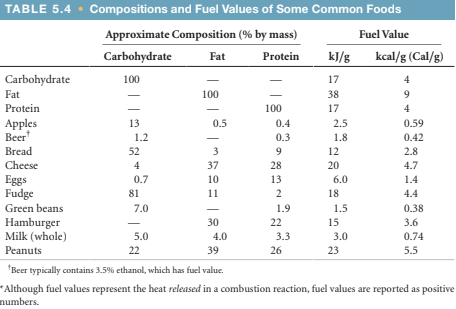 TABLE 5.4 • Compositions and Fuel Values of Some Common Foods
Approximate Composition (% by mass) Fuel Value
Carbohydrate Fat Protein kJ/g kcal/g (Cal/g)
Carbohydrate 100 — — 17 4
Fat — 100 — 38 9
Protein — — 100 17 4
Apples 13 0.5 0.4 2.5 0.59
Beer† 1.2 — 0.3 1.8 0.42
Bread 52 3 9 12 2.8
Cheese 4 37 28 20 4.7
Eggs 0.7 10 13 6.0 1.4
Fudge 81 11 2 18 4.4
Green beans 7.0 — 1.9 1.5 0.38
Hamburger — 30 22 15 3.6
Milk (whole) 5.0 4.0 3.3 3.0 0.74
Peanuts 22 39 26 23 5.5
†Beer typically contains 3.5% ethanol, which has fuel value.
*Although fuel values represent the heat released in a combustion reaction, fuel values are reported as positive
numbers.